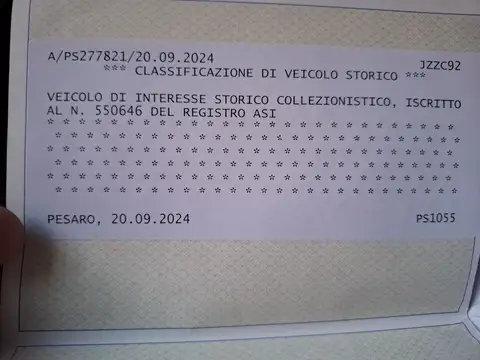 A/PS277821/20.09.2024 JZZC92
*** CLASSIFICAZIONE DI VEICOLO STORICO ***
VEICOLO DI INTERESSE STORICO COLLEZIONISTICO, ISCRITTO
AL N. 550646 DEL REGISTRO ASI
* * * * * * * * * * * * * * * * * * * * * * * * * * *
* * * * * * * * * * * * * * * * * * * * * * * * * * *
* * * * * * * * * * * * * * * * * * * * * * * * * * *
* * * * * * * * * * * * * * * * * * * * * * * * * * *
* * * * * * * * * * * * * * * * * * * * * * * * * * *
* * * * * * * * * * * * * * * * * * * * * * * * * * *
PESARO, 20.09.2024 PS1055